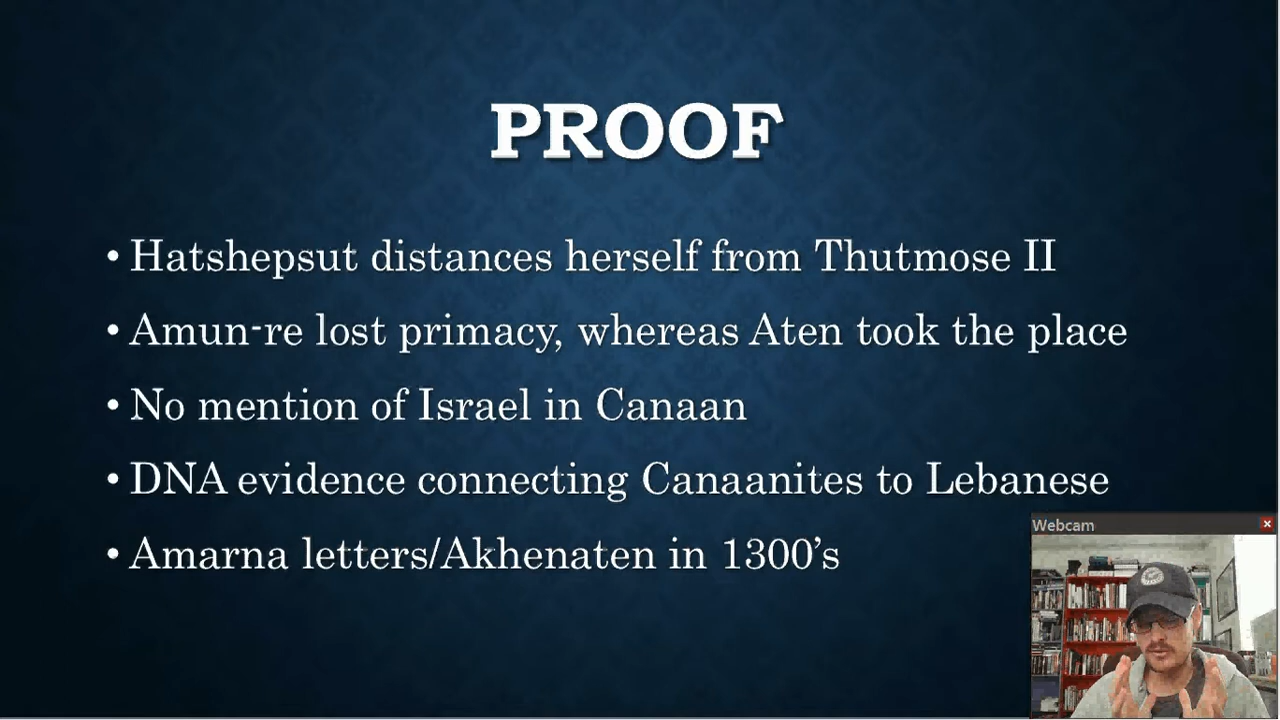 PROOF
• Hatshepsut distances herself from Thutmose II
• Amun-re lost primacy, whereas Aten took the place
• No mention of Israel in Canaan
• DNA evidence connecting Canaanites to Lebanese
• Amarna letters/Akhenaten in 1300’s
Webcam